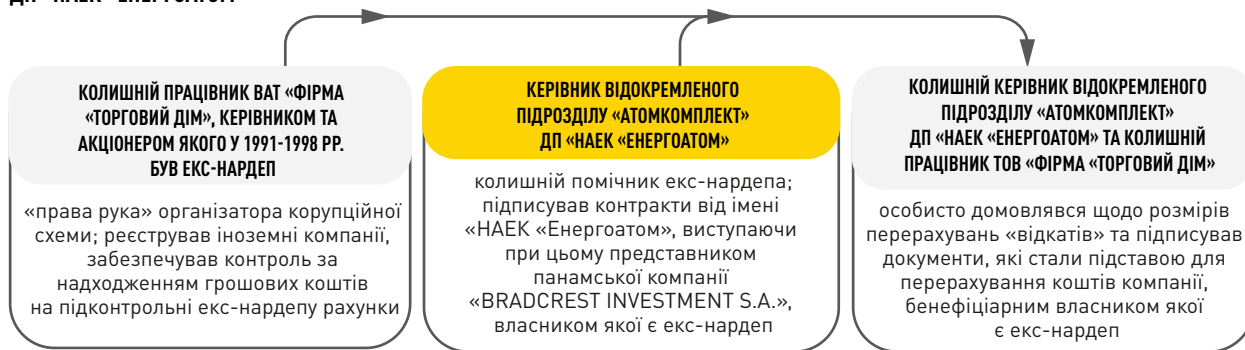 КОЛИШНІЙ ПРАЦІВНИК ВАТ «ФІРМА
«ТОРГОВИЙ ДІМ», КЕРІВНИКОМ ТА
АКЦІОНЕРОМ ЯКОГО У 1991-1998 РР.
БУВ ЕКС-НАРДЕП
«права рука» організатора корупційної
схеми; реєстрував іноземні компанії,
забезпечував контроль за
надходженням грошових коштів
на підконтрольні екс-нардепу рахунки
КЕРІВНИК ВІДОКРЕМЛЕНОГО
ПІДРОЗДІЛУ «АТОМКОМПЛЕКТ»
ДП «НАЕК «ЕНЕРГОАТОМ»
колишній помічник екс-нардепа;
підписував контракти від імені
«НАЕК «Енергоатом», виступаючи
при цьому представником
панамської компанії
«BRADCREST INVESTMENT S.A.»,
власником якої є екс-нардеп
КОЛИШНІЙ КЕРІВНИК ВІДОКРЕМЛЕНОГО
ПІДРОЗДІЛУ «АТОМКОМПЛЕКТ»
ДП «НАЕК «ЕНЕРГОАТОМ» ТА КОЛИШНІЙ
ПРАЦІВНИК ТОВ «ФІРМА «ТОРГОВИЙ ДІМ»
особисто домовлявся щодо розмірів
перерахувань «відкатів» та підписував
документи, які стали підставою для
перерахування коштів компанії,
бенефіціарним власником якої
є екс-нардеп